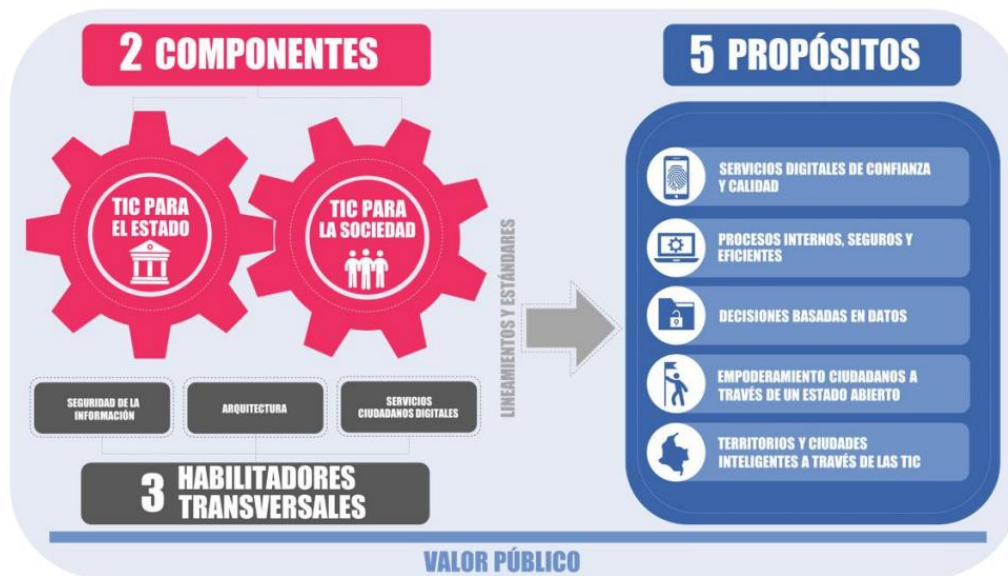 2 COMPONENTES
TIC PARA
EL ESTADO
TIC PARA
LA SOCIEDAD
SEGURIDAD DE LA
INFORMACIÓN
ARQUITECTURA
SERVICIOS
CIUDADANOS DIGITALES
3 HABILITADORES
TRANSVERSALES
LINEAMIENTOS Y ESTÁNDARES
5 PROPÓSITOS
SERVICIOS DIGITALES DE CONFIANZA
Y CALIDAD
PROCESOS INTERNOS, SEGUROS Y
EFICIENTES
DECISIONES BASADAS EN DATOS
EMPODERAMIENTO CIUDADANOS A
TRAVÉS DE UN ESTADO ABIERTO
TERRITORIOS Y CIUDADES
INTELIGENTES A TRAVÉS DE LAS TIC
VALOR PÚBLICO